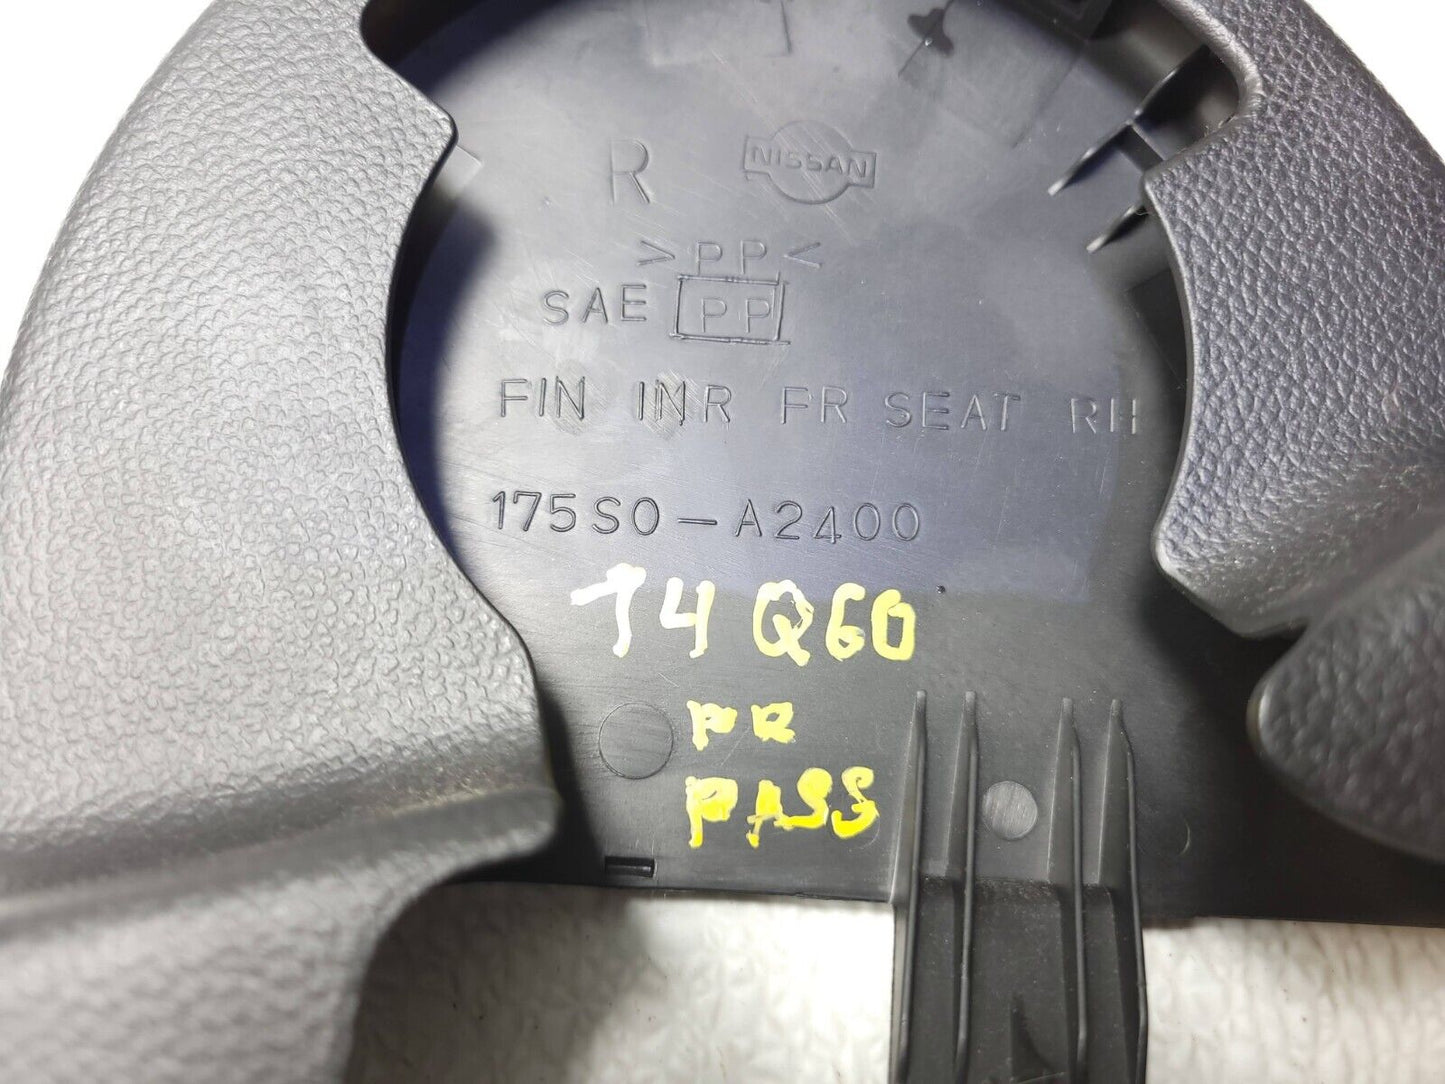 R NISSAN
>PP<
SAE PP
FIN INR FR SEAT RH
175S0-A2400
14 Q60
FR
PASS